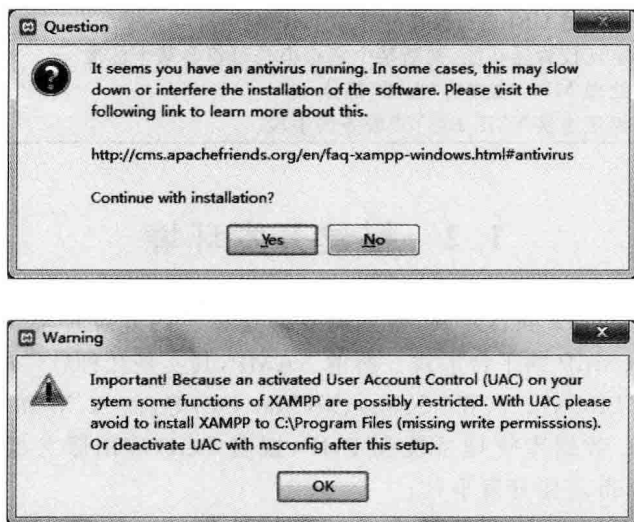 Question
It seems you have an antivirus running. In some cases, this may slow
down or interfere the installation of the software. Please visit the
following link to learn more about this.
http://cms.apachefriends.org/en/faq-xampp-windows.html#antivirus
Continue with installation?
Yes
No
Warning
Important! Because an activated User Account Control (UAC) on your
sytem some functions of XAMPP are possibly restricted. With UAC please
avoid to install XAMPP to C:\Program Files (missing write permisssions).
Or deactivate UAC with msconfig after this setup.
OK